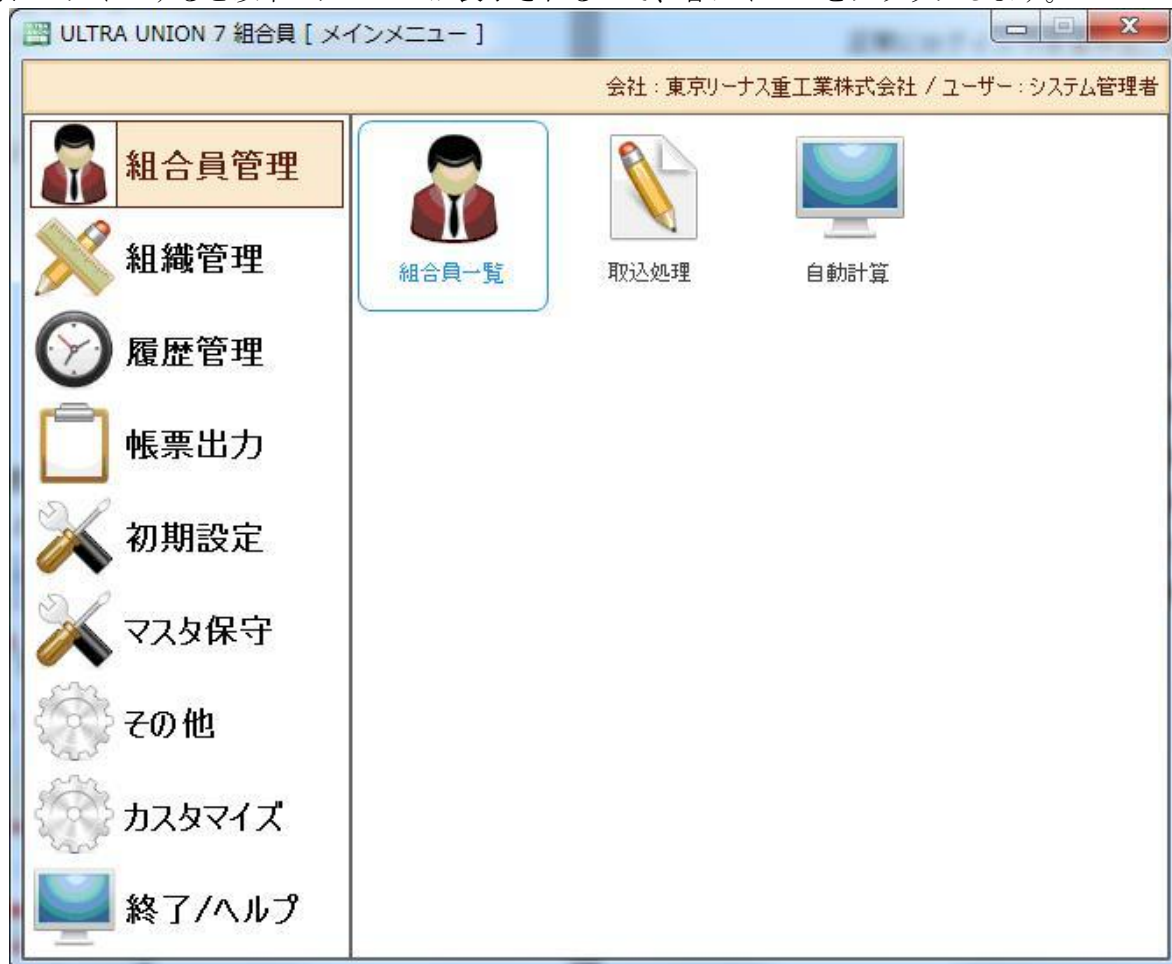 ULTRA UNION 7 組合員 [ メインメニュー ]
会社 : 東京リーナス重工業株式会社 / ユーザー : システム管理者
組合員管理
組織管理
履歴管理
帳票出力
初期設定
マスタ保守
その他
カスタマイズ
終了/ヘルプ
組合員一覧
取込処理
自動計算